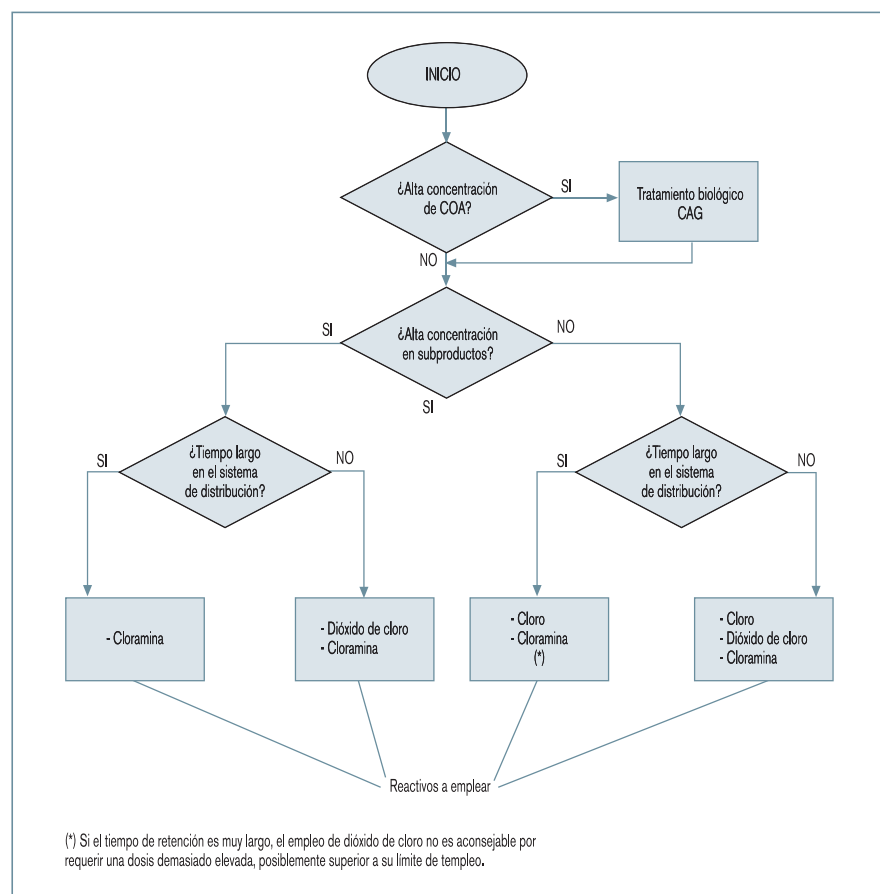 INICIO
¿Alta concentración
de COA?
SI
Tratamiento biológico
CAG
NO
¿Alta concentración
en subproductos?
SI
NO
SI
¿Tiempo largo
en el sistema
de distribución?
SI
NO
¿Tiempo largo
en el sistema
de distribución?
SI
NO
- Cloramina
- Dióxido de cloro
- Cloramina
- Cloro
- Cloramina
(*)
- Cloro
- Dióxido de cloro
- Cloramina
Reactivos a emplear
(*) Si el tiempo de retención es muy largo, el empleo de dióxido de cloro no es aconsejable por
requerir una dosis demasiado elevada, posiblemente superior a su límite de templeo.